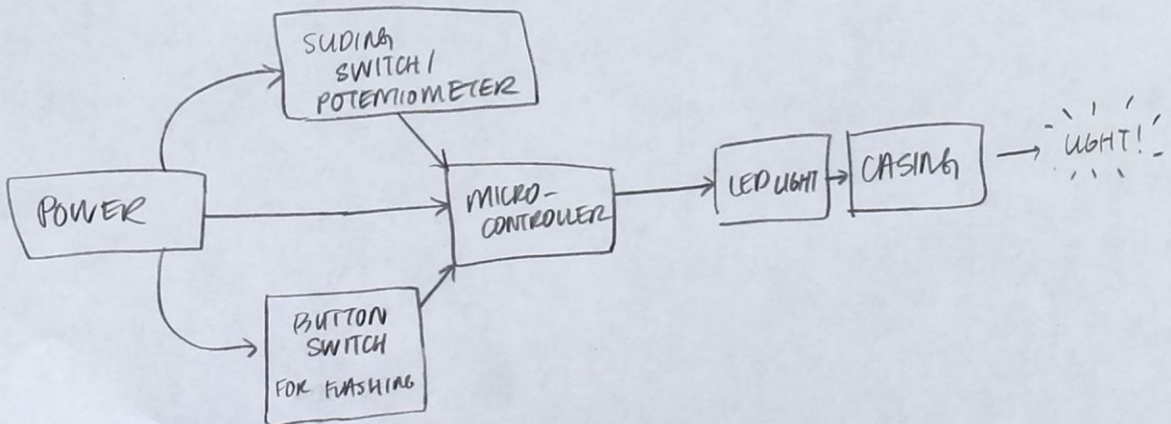 SLIDING
SWITCH/
POTENTIOMETER
POWER
MICRO-
CONTROLLER
LED LIGHT
CASING
LIGHT!
BUTTON
SWITCH
FOR FLASHING